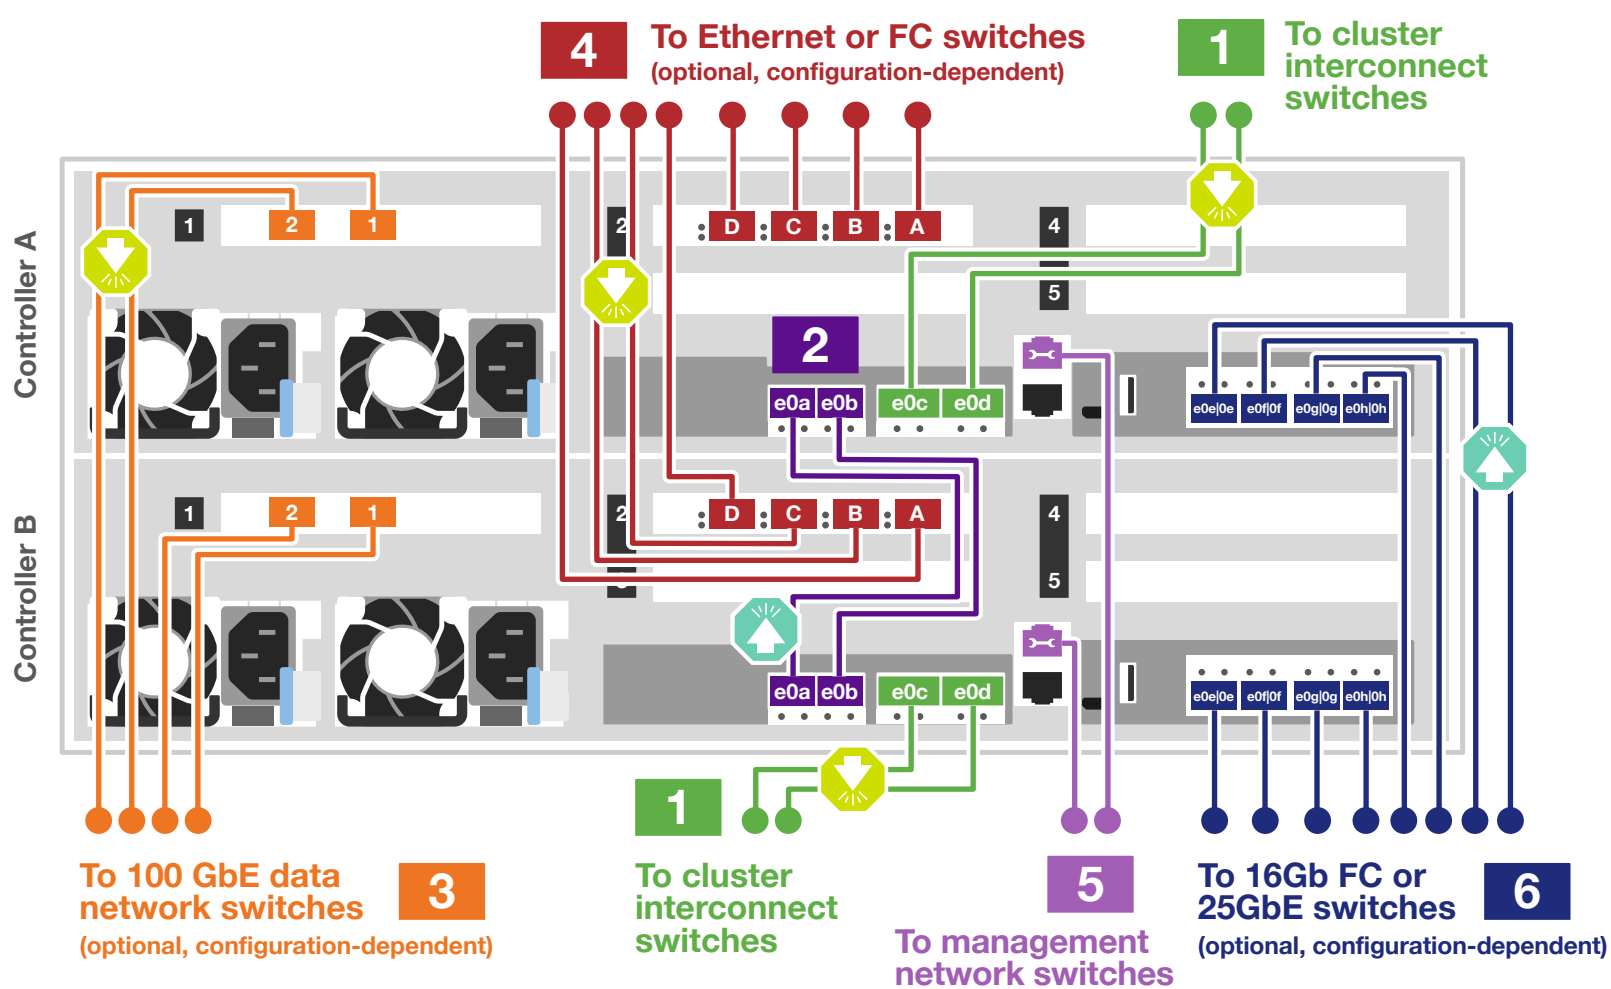 4
To Ethernet or FC switches
(optional, configuration-dependent)
1
To cluster
interconnect
switches
Controller A
1
2
1
2
D
C
B
A
4
5
2
e0a
e0b
e0c
e0d
e0e|0e
e0f|0f
e0g|0g
e0h|0h
Controller B
1
2
1
2
D
C
B
A
4
5
e0a
e0b
e0c
e0d
e0e|0e
e0f|0f
e0g|0g
e0h|0h
To 100 GbE data
network switches
(optional, configuration-dependent)
3
1
To cluster
interconnect
switches
5
To management
network switches
To 16Gb FC or
25GbE switches
(optional, configuration-dependent)
6